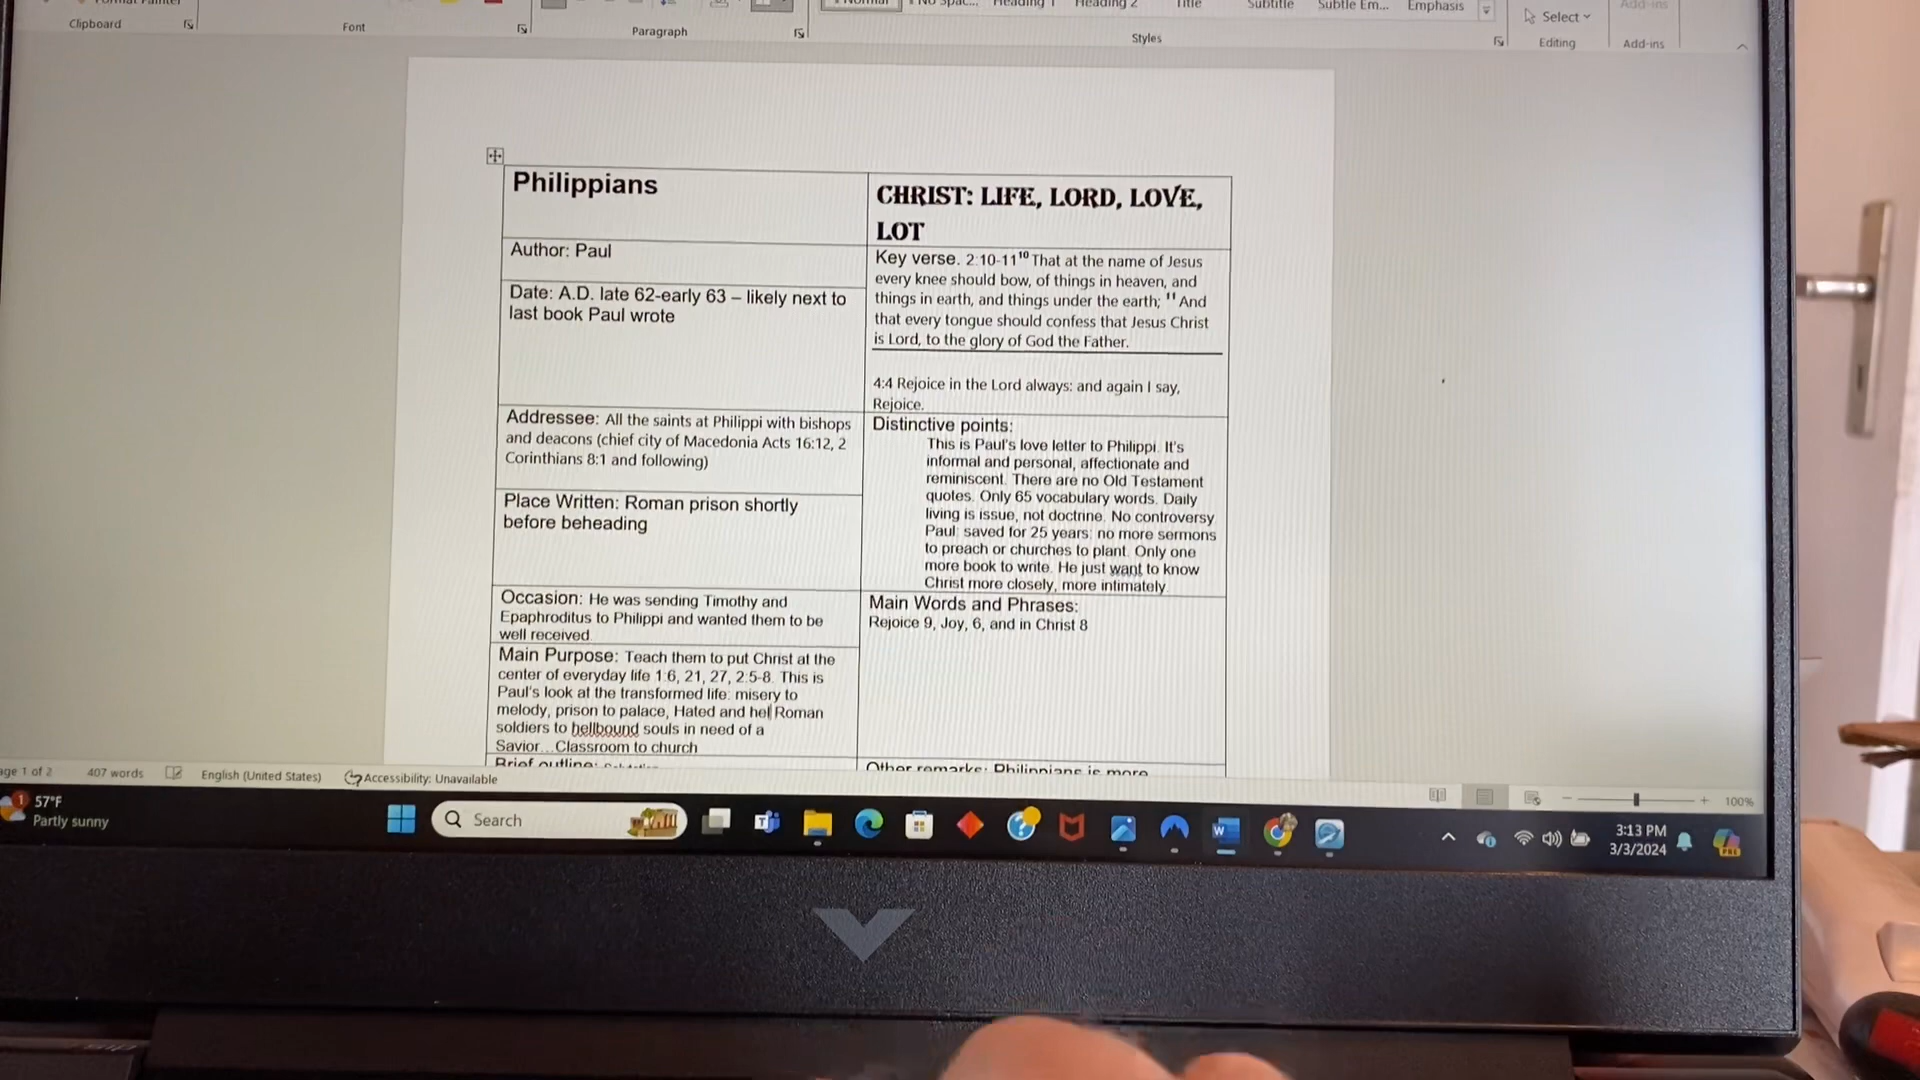 Clipboard
Font
Paragraph
Heading 1
Heading 2
Title
Subtitle
Subtle Em...
Emphasis
Styles
Select
Editing
Add-ins
Add-ins
Philippians
CHRIST: LIFE, LORD, LOVE,
LOT
Author: Paul
Date: A.D. late 62-early 63 – likely next to
last book Paul wrote
Key verse. 2:10-11 10 That at the name of Jesus
every knee should bow, of things in heaven, and
things in earth, and things under the earth; 11 And
that every tongue should confess that Jesus Christ
is Lord, to the glory of God the Father.
4:4 Rejoice in the Lord always: and again I say,
Rejoice.
Addressee: All the saints at Philippi with bishops
and deacons (chief city of Macedonia Acts 16:12, 2
Corinthians 8:1 and following)
Place Written: Roman prison shortly
before beheading
Distinctive points:
This is Paul's love letter to Philippi. It's
informal and personal, affectionate and
reminiscent. There are no Old Testament
quotes. Only 65 vocabulary words. Daily
living is issue, not doctrine. No controversy
Paul: saved for 25 years: no more sermons
to preach or churches to plant. Only one
more book to write. He just want to know
Christ more closely, more intimately.
Occasion: He was sending Timothy and
Epaphroditus to Philippi and wanted them to be
well received.
Main Purpose: Teach them to put Christ at the
center of everyday life 1:6, 21, 27, 2:5-8. This is
Paul's look at the transformed life: misery to
melody, prison to palace, Hated and hel Roman
soldiers to hellbound souls in need of a
Savior...Classroom to church
Main Words and Phrases:
Rejoice 9, Joy, 6, and in Christ 8
Brief outline:
Other remarks: Philippians is more
age 1 of 2
407 words
English (United States)
Accessibility: Unavailable
100%
1
57°F
Partly sunny
Search
3:13 PM
3/3/2024